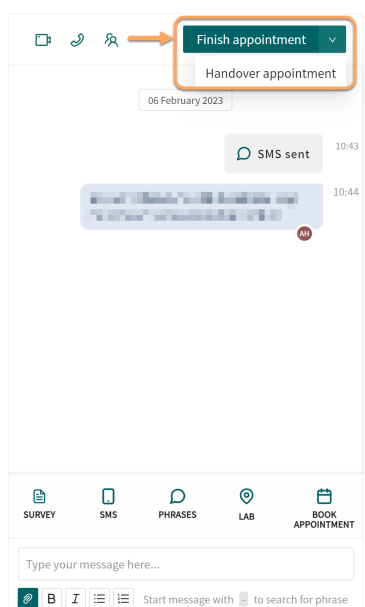 Finish appointment
Handover appointment
06 February 2023
SMS sent
10:43
10:44
AH
SURVEY
SMS
PHRASES
LAB
BOOK
APPOINTMENT
Type your message here...
B I
Start message with - to search for phrase